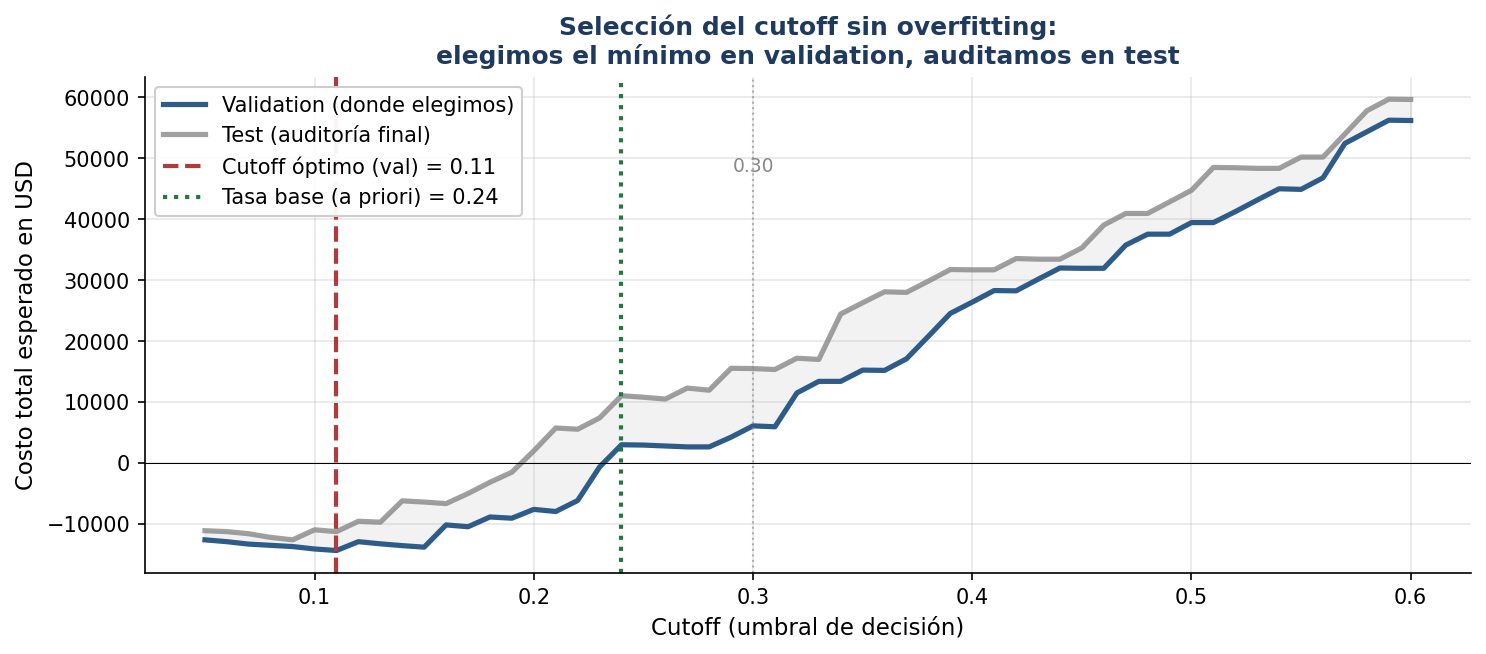 Selección del cutoff sin overfitting:
elegimos el mínimo en validation, auditamos en test
Validation (donde elegimos)
Test (auditoría final)
Cutoff óptimo (val) = 0.11
Tasa base (a priori) = 0.24
0.30
Costo total esperado en USD
60000
50000
40000
30000
20000
10000
0
−10000
0.1 0.2 0.3 0.4 0.5 0.6
Cutoff (umbral de decisión)